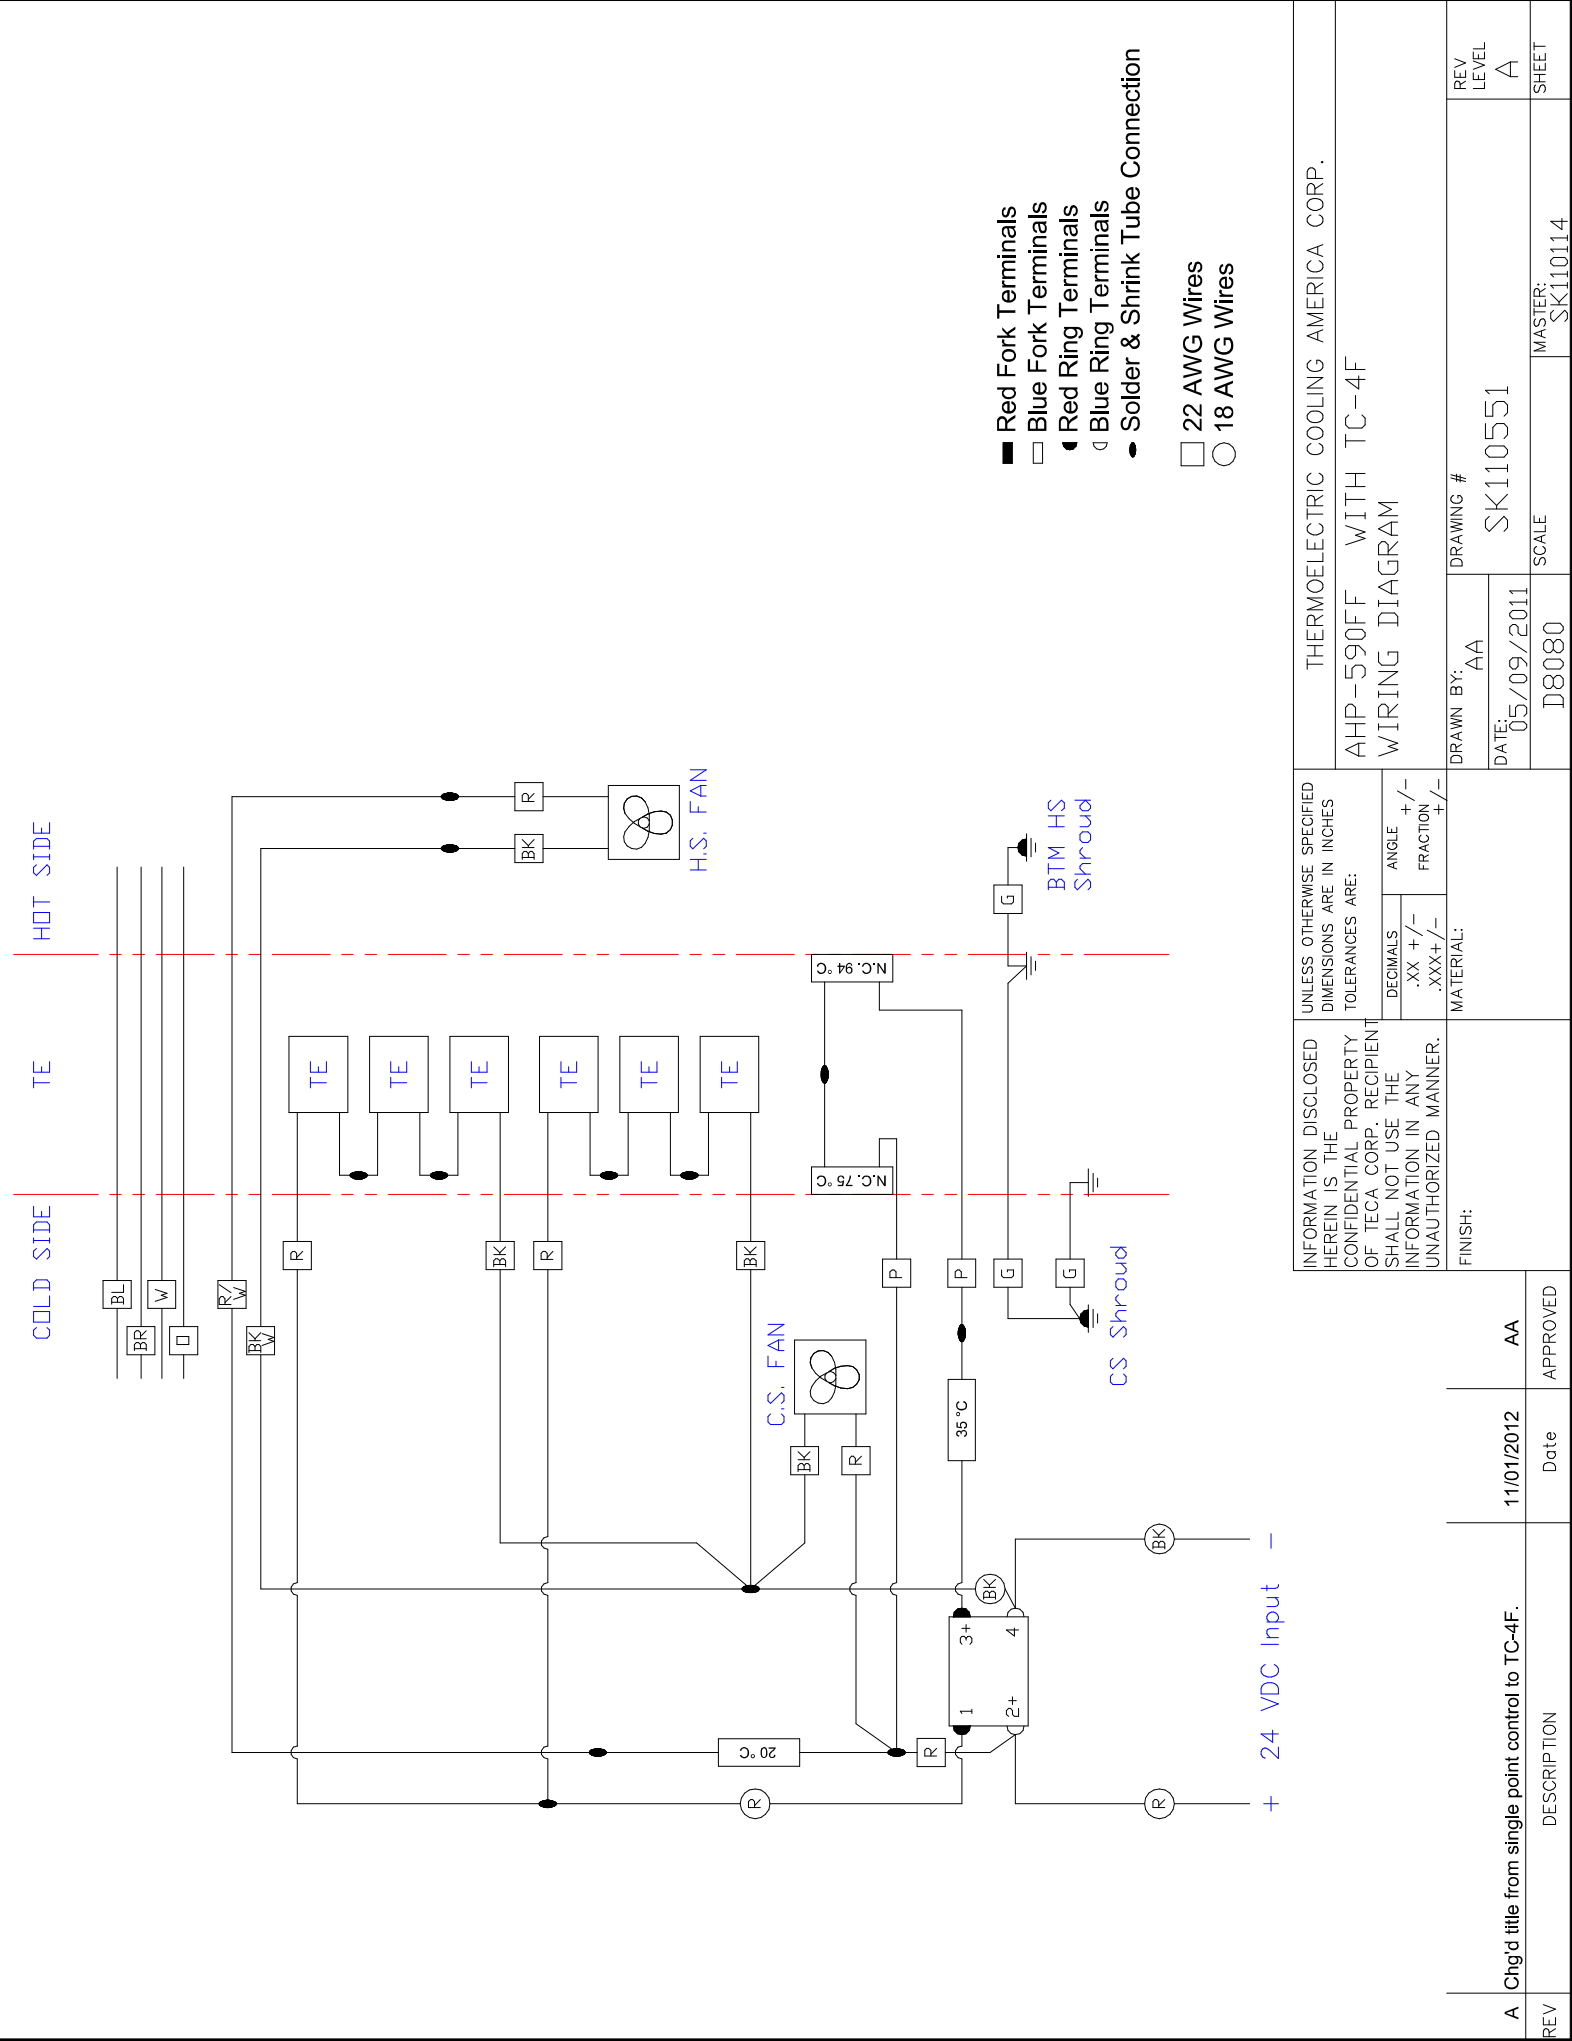 COLD SIDE
TE
HOT SIDE
BL
BR
W
O
R/W
BK/W
R
BK
R
BK
TE
TE
TE
TE
TE
TE
R
BK
H.S. FAN
C.S. FAN
BK
R
N.C. 75 °C
N.C. 94 °C
P
P
35 °C
20 °C
R
R
G
G
G
CS Shroud
BTM HS
Shroud
1
3+
2+
4
BK
R
BK
+ 24 VDC Input -
Red Fork Terminals
Blue Fork Terminals
Red Ring Terminals
Blue Ring Terminals
Solder & Shrink Tube Connection
22 AWG Wires
18 AWG Wires
A Chg'd title from single point control to TC-4F. 11/01/2012 AA
REV DESCRIPTION Date APPROVED
INFORMATION DISCLOSED
HEREIN IS THE
CONFIDENTIAL PROPERTY
OF TECA CORP. RECIPIENT
SHALL NOT USE THE
INFORMATION IN ANY
UNAUTHORIZED MANNER.
FINISH:
UNLESS OTHERWISE SPECIFIED
DIMENSIONS ARE IN INCHES
TOLERANCES ARE:
DECIMALS
.XX +/-
.XXX+/-
ANGLE
+/-
FRACTION
+/-
MATERIAL:
THERMOELECTRIC COOLING AMERICA CORP.
AHP-590FF WITH TC-4F
WIRING DIAGRAM
DRAWN BY:
AA
DATE:
05/09/2011
D8080
DRAWING #
SK110551
SCALE
MASTER:
SK110114
REV
LEVEL
A
SHEET